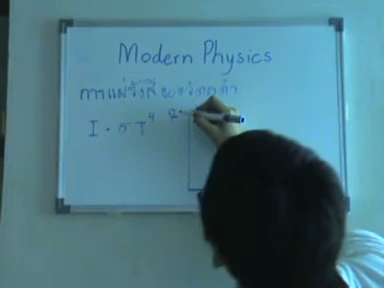 Modern Physics
การแผ่รังสีของวัตถุดำ
I = σT⁴